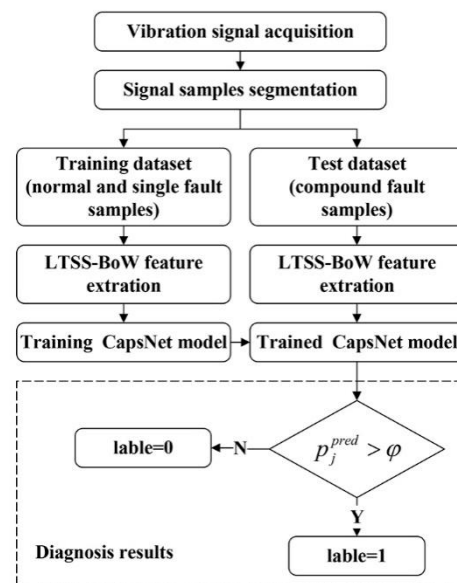 Vibration signal acquisition
Signal samples segmentation
Training dataset
(normal and single fault
samples)
Test dataset
(compound fault
samples)
LTSS-BoW feature
extration
LTSS-BoW feature
extration
Training CapsNet model
Trained CapsNet model
p_j^{pred} > φ
N
lable=0
Y
lable=1
Diagnosis results